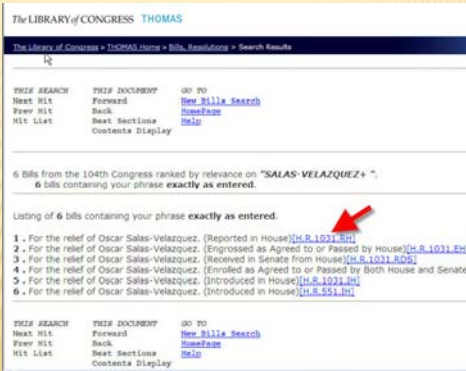 The LIBRARY of CONGRESS THOMAS
The Library of Congress > THOMAS Home > Bills, Resolutions > Search Results
THIS SEARCH THIS DOCUMENT GO TO
Next Hit Forward New Bills Search
Prev Hit Back HomePage
Hit List Best Sections Help
Contents Display
6 Bills from the 104th Congress ranked by relevance on "SALAS-VELAZQUEZ+ ".
6 bills containing your phrase exactly as entered.
Listing of 6 bills containing your phrase exactly as entered.
1 . For the relief of Oscar Salas-Velazquez. (Reported in House)[H.R.1031.RH]
2 . For the relief of Oscar Salas-Velazquez. (Engrossed as Agreed to or Passed by House)[H.R.1031.EH
3 . For the relief of Oscar Salas-Velazquez. (Received in Senate from House)[H.R.1031.RDS]
4 . For the relief of Oscar Salas-Velazquez. (Enrolled as Agreed to or Passed by Both House and Senate
5 . For the relief of Oscar Salas-Velazquez. (Introduced in House)[H.R.1031.IH]
6 . For the relief of Oscar Salas-Velazquez. (Introduced in House)[H.R.551.IH]
THIS SEARCH THIS DOCUMENT GO TO
Next Hit Forward New Bills Search
Prev Hit Back HomePage
Hit List Best Sections Help
Contents Display